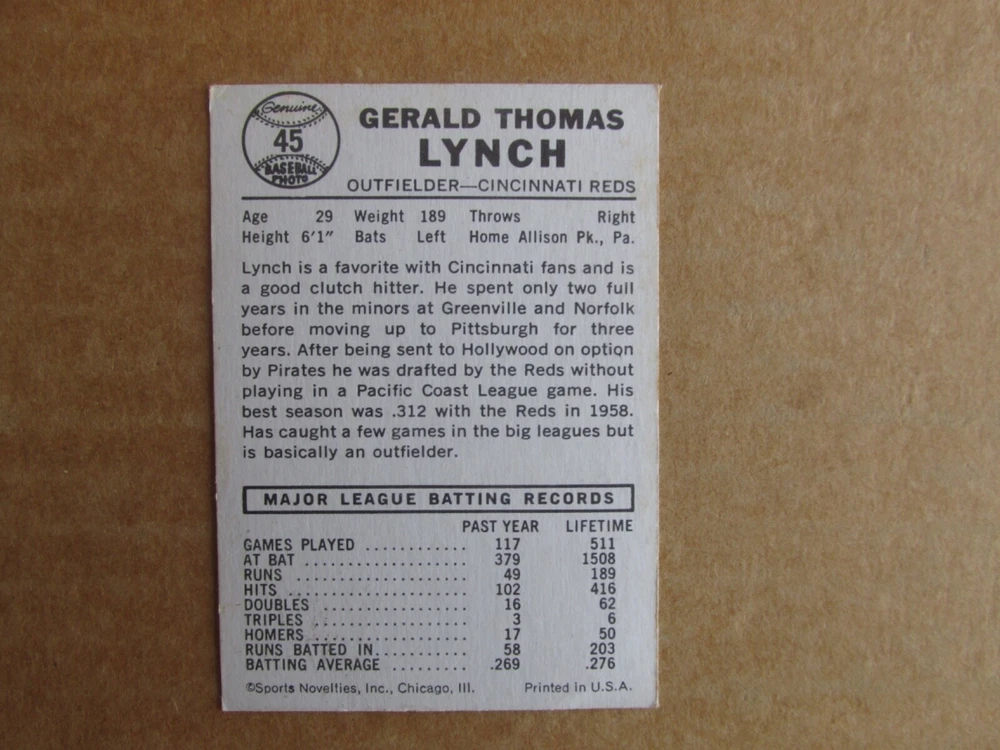 Genuine
45
BASEBALL
PHOTO
GERALD THOMAS
LYNCH
OUTFIELDER—CINCINNATI REDS
Age 29 Weight 189 Throws Right
Height 6'1" Bats Left Home Allison Pk., Pa.
Lynch is a favorite with Cincinnati fans and is
a good clutch hitter. He spent only two full
years in the minors at Greenville and Norfolk
before moving up to Pittsburgh for three
years. After being sent to Hollywood on option
by Pirates he was drafted by the Reds without
playing in a Pacific Coast League game. His
best season was .312 with the Reds in 1958.
Has caught a few games in the big leagues but
is basically an outfielder.
MAJOR LEAGUE BATTING RECORDS
PAST YEAR LIFETIME
GAMES PLAYED ............ 117 511
AT BAT ................... 379 1508
RUNS .................... 49 189
HITS ..................... 102 416
DOUBLES ................. 16 62
TRIPLES .................. 3 6
HOMERS ................... 17 50
RUNS BATTED IN........... 58 203
BATTING AVERAGE ......... .269 .276
©Sports Novelties, Inc., Chicago, Ill. Printed in U.S.A.